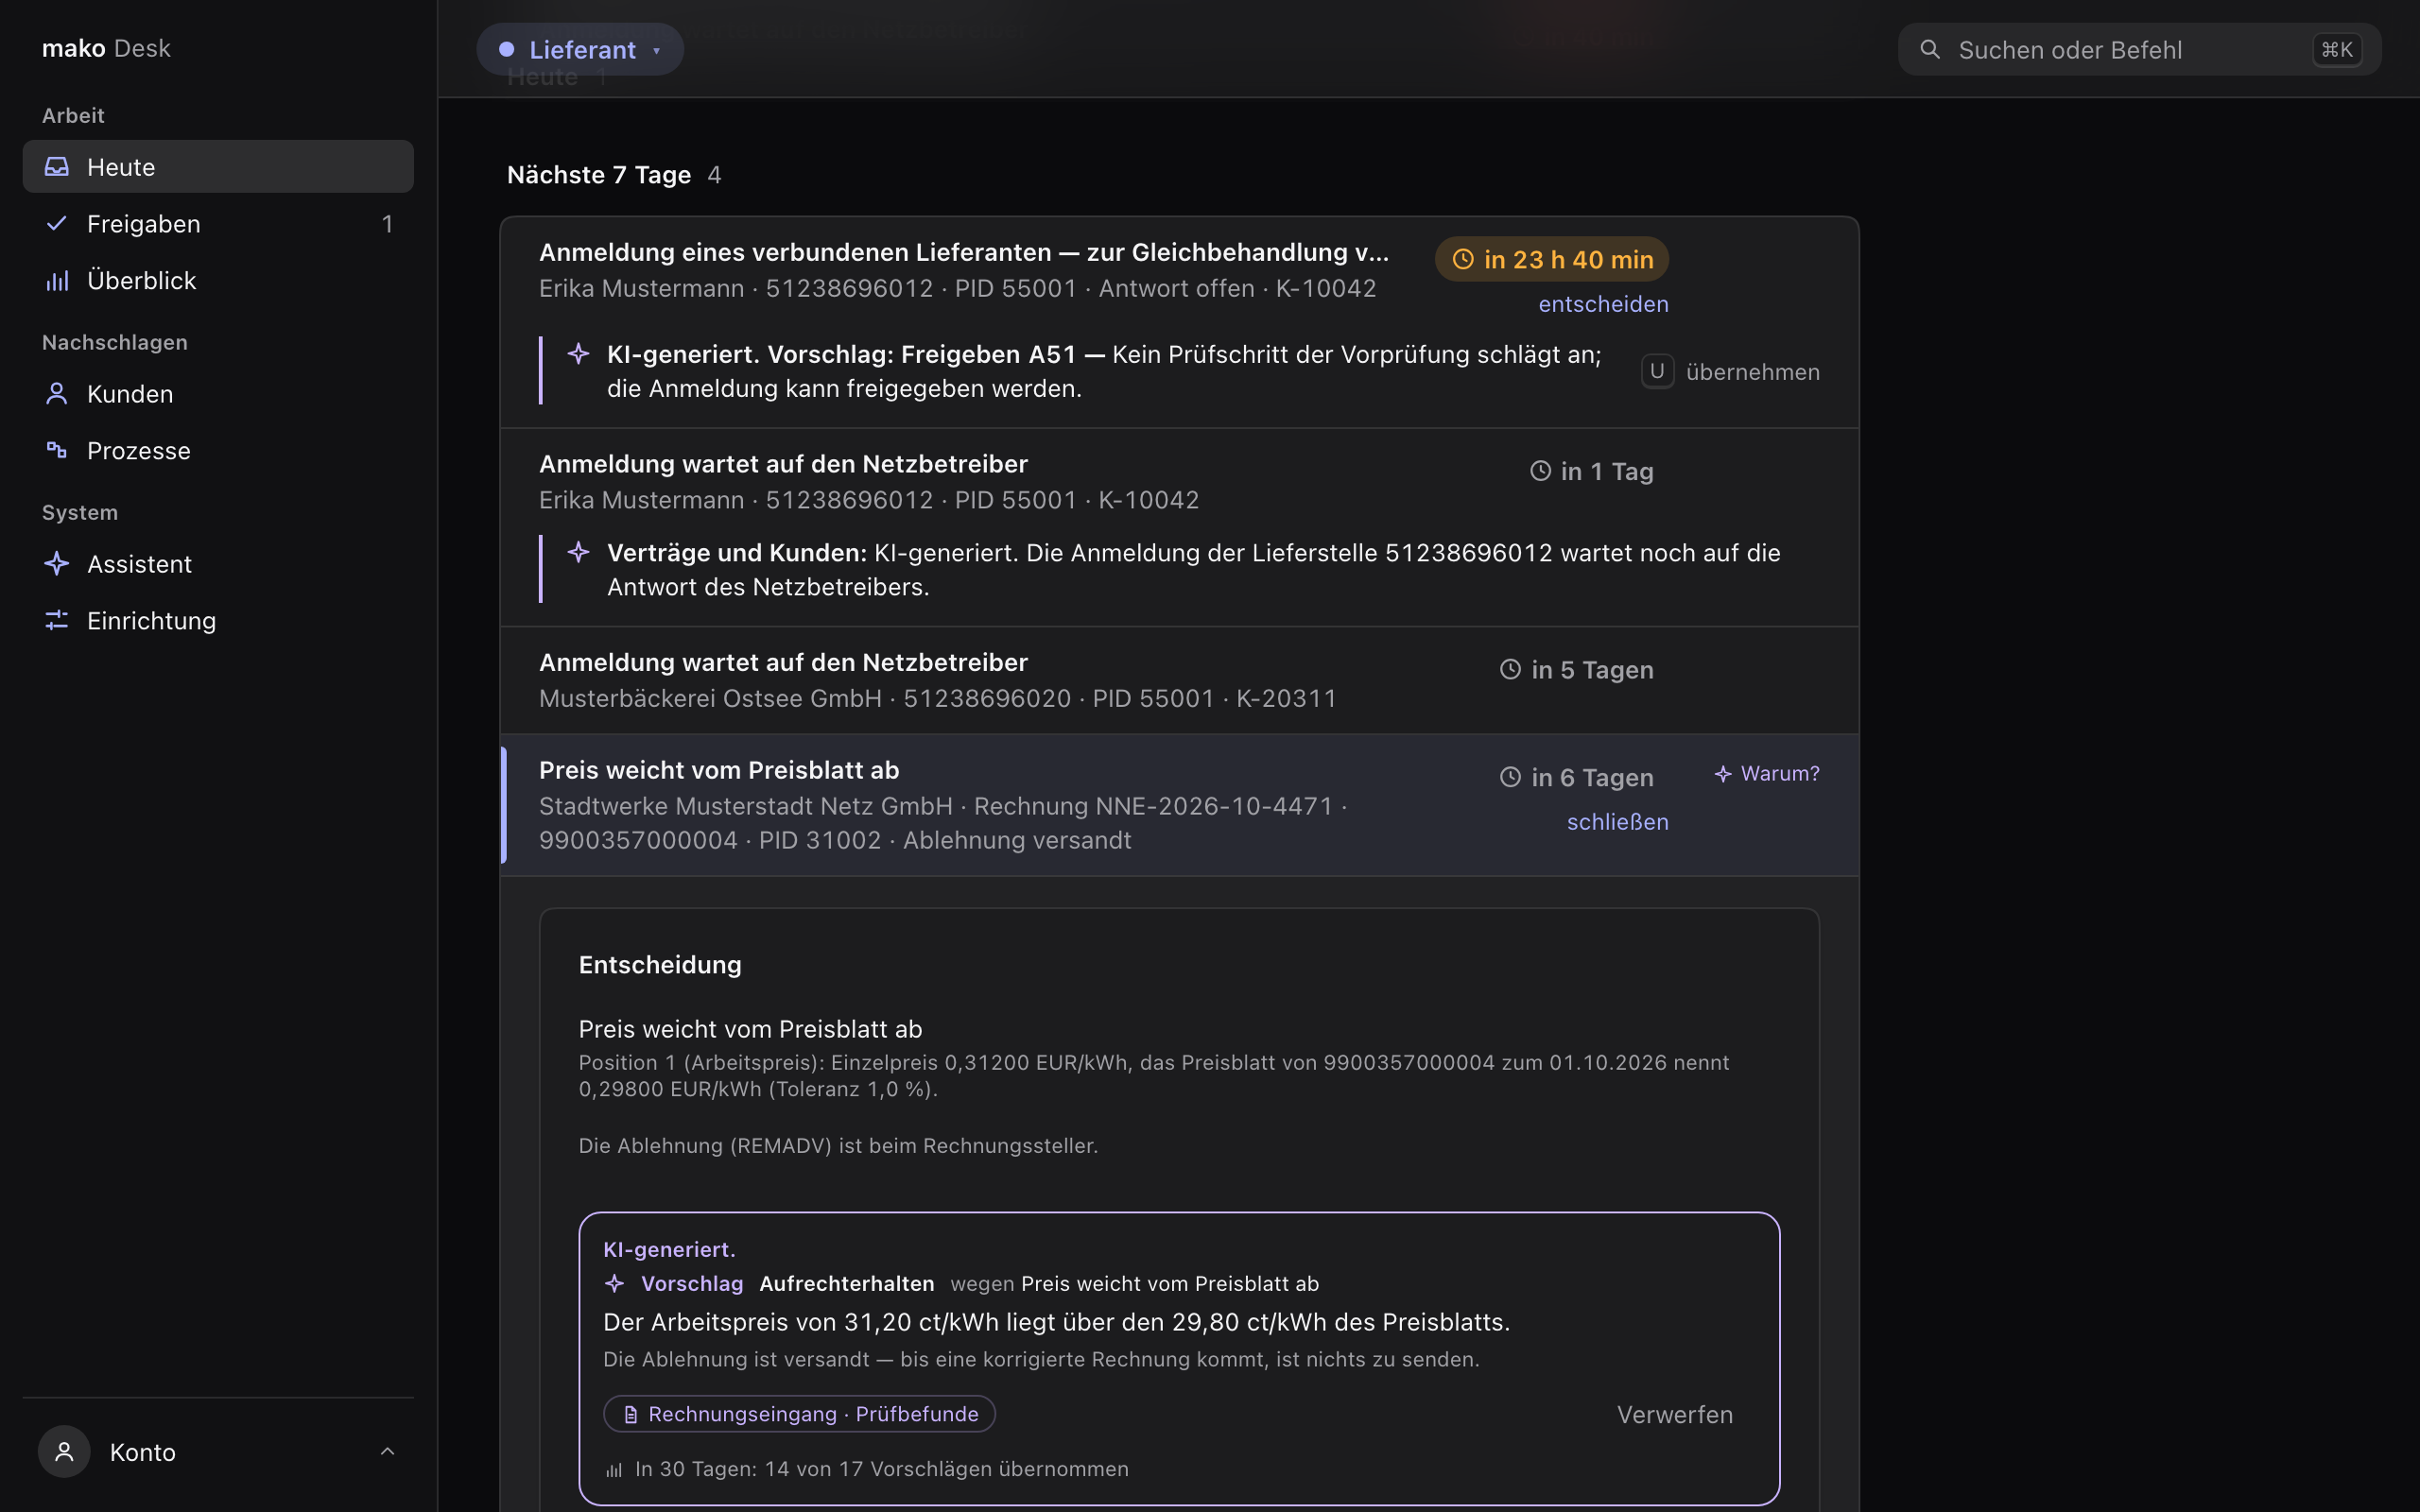 mako Desk
Arbeit
Heute
Freigaben 1
Überblick
Nachschlagen
Kunden
Prozesse
System
Assistent
Einrichtung
Konto
Lieferant
Suchen oder Befehl ⌘K
Heute 1
Nächste 7 Tage 4
Anmeldung eines verbundenen Lieferanten — zur Gleichbehandlung v...
in 23 h 40 min
Erika Mustermann · 51238696012 · PID 55001 · Antwort offen · K-10042
entscheiden
KI-generiert. Vorschlag: Freigeben A51 — Kein Prüfschritt der Vorprüfung schlägt an;
die Anmeldung kann freigegeben werden.
U übernehmen
Anmeldung wartet auf den Netzbetreiber
in 1 Tag
Erika Mustermann · 51238696012 · PID 55001 · K-10042
Verträge und Kunden: KI-generiert. Die Anmeldung der Lieferstelle 51238696012 wartet noch auf die
Antwort des Netzbetreibers.
Anmeldung wartet auf den Netzbetreiber
in 5 Tagen
Musterbäckerei Ostsee GmbH · 51238696020 · PID 55001 · K-20311
Preis weicht vom Preisblatt ab
in 6 Tagen
Warum?
Stadtwerke Musterstadt Netz GmbH · Rechnung NNE-2026-10-4471 ·
9900357000004 · PID 31002 · Ablehnung versandt
schließen
Entscheidung
Preis weicht vom Preisblatt ab
Position 1 (Arbeitspreis): Einzelpreis 0,31200 EUR/kWh, das Preisblatt von 9900357000004 zum 01.10.2026 nennt
0,29800 EUR/kWh (Toleranz 1,0 %).
Die Ablehnung (REMADV) ist beim Rechnungssteller.
KI-generiert.
Vorschlag Aufrechterhalten wegen Preis weicht vom Preisblatt ab
Der Arbeitspreis von 31,20 ct/kWh liegt über den 29,80 ct/kWh des Preisblatts.
Die Ablehnung ist versandt — bis eine korrigierte Rechnung kommt, ist nichts zu senden.
Rechnungseingang · Prüfbefunde
Verwerfen
In 30 Tagen: 14 von 17 Vorschlägen übernommen